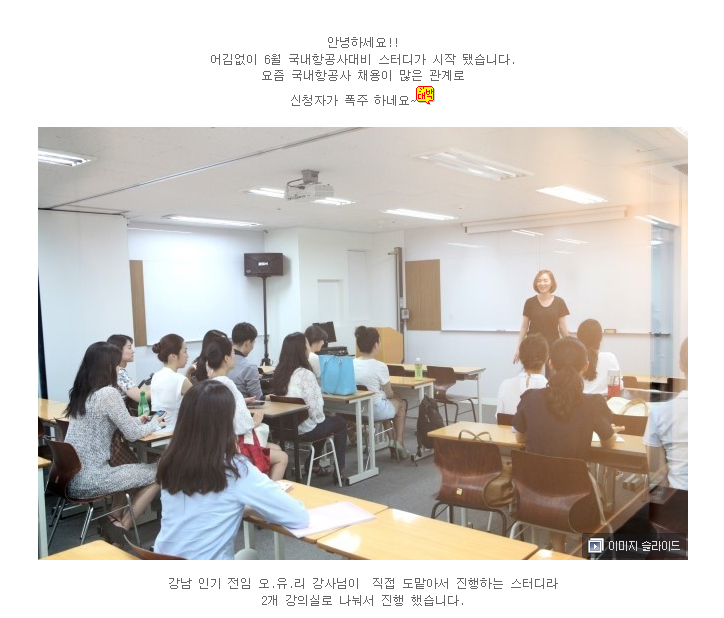 안녕하세요!!
어김없이 6월 국내항공사대비 스터디가 시작 됐습니다.
요즘 국내항공사 채용이 많은 관계로
신청자가 폭주 하네요~대박
이미지 슬라이드
강남 인기 전임 오.유.리 강사님이 직접 도맡아서 진행하는 스터디라
2개 강의실로 나눠서 진행 했습니다.